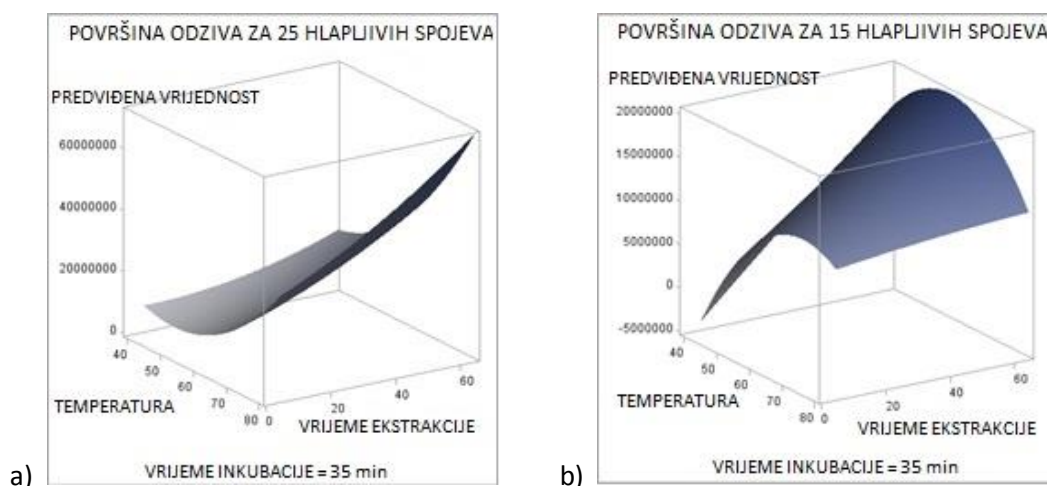 POVRŠINA ODZIVA ZA 25 HLAPLJIVIH SPOJEVA
PREDVIĐENA VRIJEDNOST
60000000
40000000
20000000
0
40
50
60
70
80
0
20
40
60
TEMPERATURA
VRIJEME EKSTRAKCIJE
VRIJEME INKUBACIJE = 35 min
a)
POVRŠINA ODZIVA ZA 15 HLAPLJIVIH SPOJEVA
PREDVIĐENA VRIJEDNOST
20000000
15000000
10000000
5000000
0
-5000000
40
50
60
70
80
0
20
40
60
TEMPERATURA
VRIJEME EKSTRAKCIJE
VRIJEME INKUBACIJE = 35 min
b)